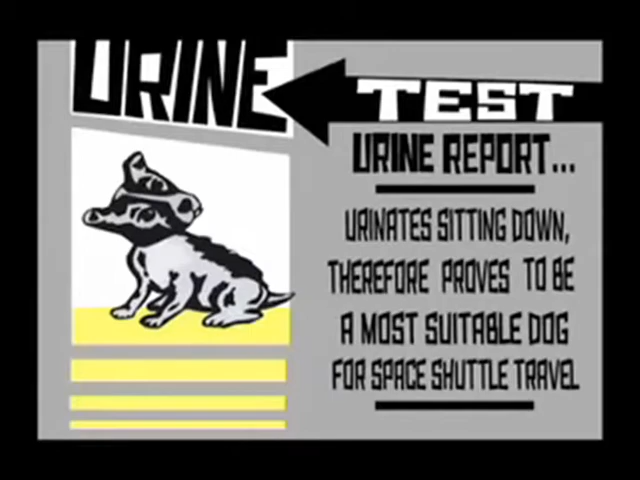 URINE
TEST
URINE REPORT...
URINATES SITTING DOWN,
THEREFORE PROVES TO BE
A MOST SUITABLE DOG
FOR SPACE SHUTTLE TRAVEL